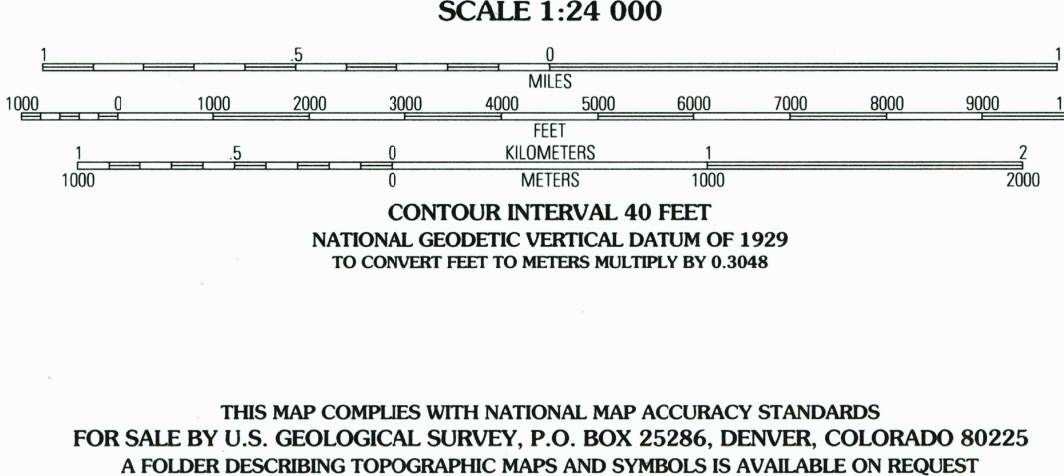 SCALE 1:24 000
1 .5 0 1
MILES
1000 0 1000 2000 3000 4000 5000 6000 7000 8000 9000
FEET
1 .5 0 KILOMETERS 1 2
1000 0 METERS 1000 2000
CONTOUR INTERVAL 40 FEET
NATIONAL GEODETIC VERTICAL DATUM OF 1929
TO CONVERT FEET TO METERS MULTIPLY BY 0.3048
THIS MAP COMPLIES WITH NATIONAL MAP ACCURACY STANDARDS
FOR SALE BY U.S. GEOLOGICAL SURVEY, P.O. BOX 25286, DENVER, COLORADO 80225
A FOLDER DESCRIBING TOPOGRAPHIC MAPS AND SYMBOLS IS AVAILABLE ON REQUEST